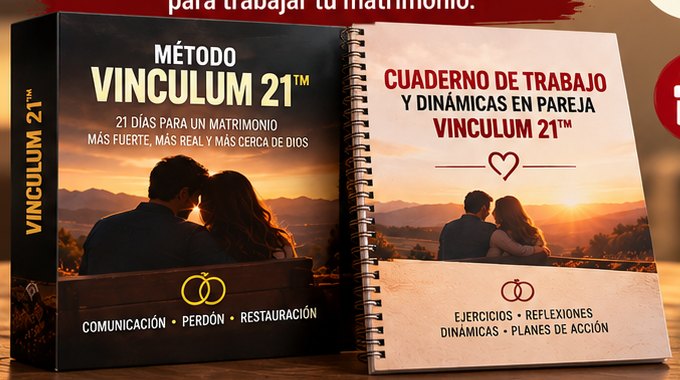 para trabajar tu matrimonio.
VINCULUM 21™
MÉTODO
VINCULUM 21™
21 DÍAS PARA UN MATRIMONIO
MÁS FUERTE, MÁS REAL Y MÁS CERCA DE DIOS
COMUNICACIÓN • PERDÓN • RESTAURACIÓN
CUADERNO DE TRABAJO
Y DINÁMICAS EN PAREJA
VINCULUM 21™
EJERCICIOS • REFLEXIONES
DINÁMICAS • PLANES DE ACCIÓN